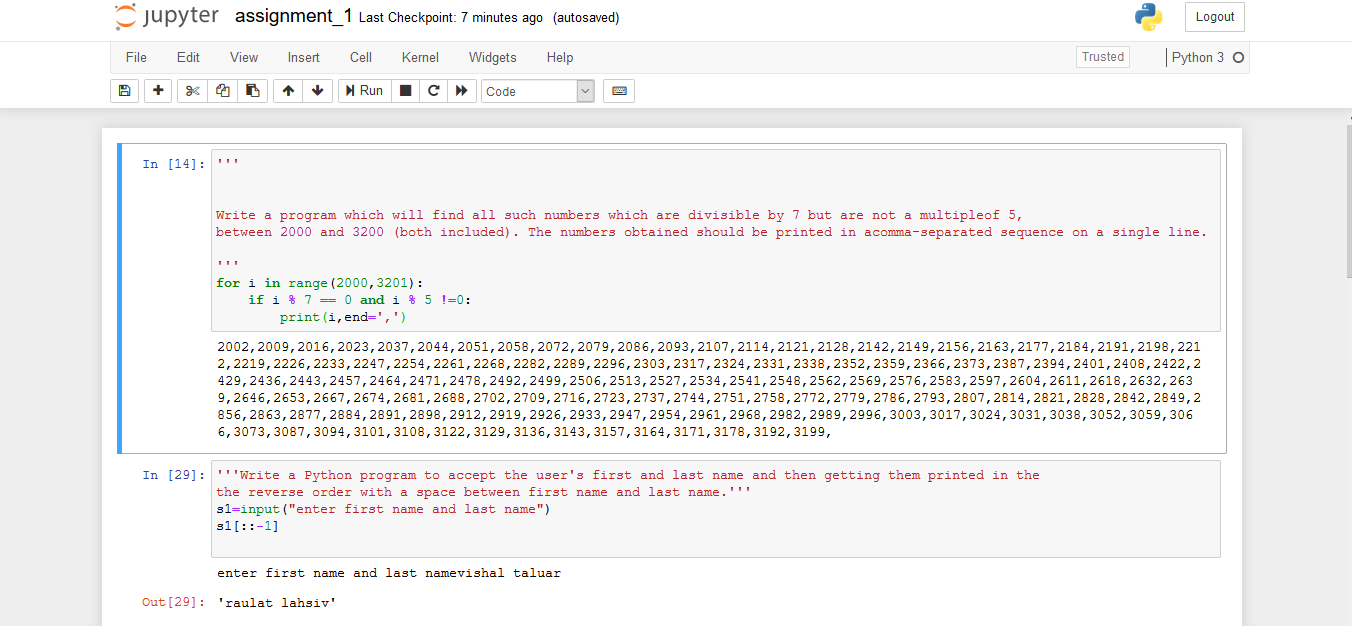 jupyter assignment_1 Last Checkpoint: 7 minutes ago (autosaved) Logout
File Edit View Insert Cell Kernel Widgets Help Trusted Python 3
Run Code
In [14]: '''
Write a program which will find all such numbers which are divisible by 7 but are not a multipleof 5,
between 2000 and 3200 (both included). The numbers obtained should be printed in acomma-separated sequence on a single line.
'''
for i in range(2000,3201):
    if i % 7 == 0 and i % 5 !=0:
        print(i,end=',')
2002,2009,2016,2023,2037,2044,2051,2058,2072,2079,2086,2093,2107,2114,2121,2128,2142,2149,2156,2163,2177,2184,2191,2198,221
2,2219,2226,2233,2247,2254,2261,2268,2282,2289,2296,2303,2317,2324,2331,2338,2352,2359,2366,2373,2387,2394,2401,2408,2422,2
429,2436,2443,2457,2464,2471,2478,2492,2499,2506,2513,2527,2534,2541,2548,2562,2569,2576,2583,2597,2604,2611,2618,2632,263
9,2646,2653,2667,2674,2681,2688,2702,2709,2716,2723,2737,2744,2751,2758,2772,2779,2786,2793,2807,2814,2821,2828,2842,2849,2
856,2863,2877,2884,2891,2898,2912,2919,2926,2933,2947,2954,2961,2968,2982,2989,2996,3003,3017,3024,3031,3038,3052,3059,306
6,3073,3087,3094,3101,3108,3122,3129,3136,3143,3157,3164,3171,3178,3192,3199,
In [29]: '''Write a Python program to accept the user's first and last name and then getting them printed in the
the reverse order with a space between first name and last name.'''
s1=input("enter first name and last name")
s1[::-1]
enter first name and last namevishal taluar
Out[29]: 'raulat lahsiv'